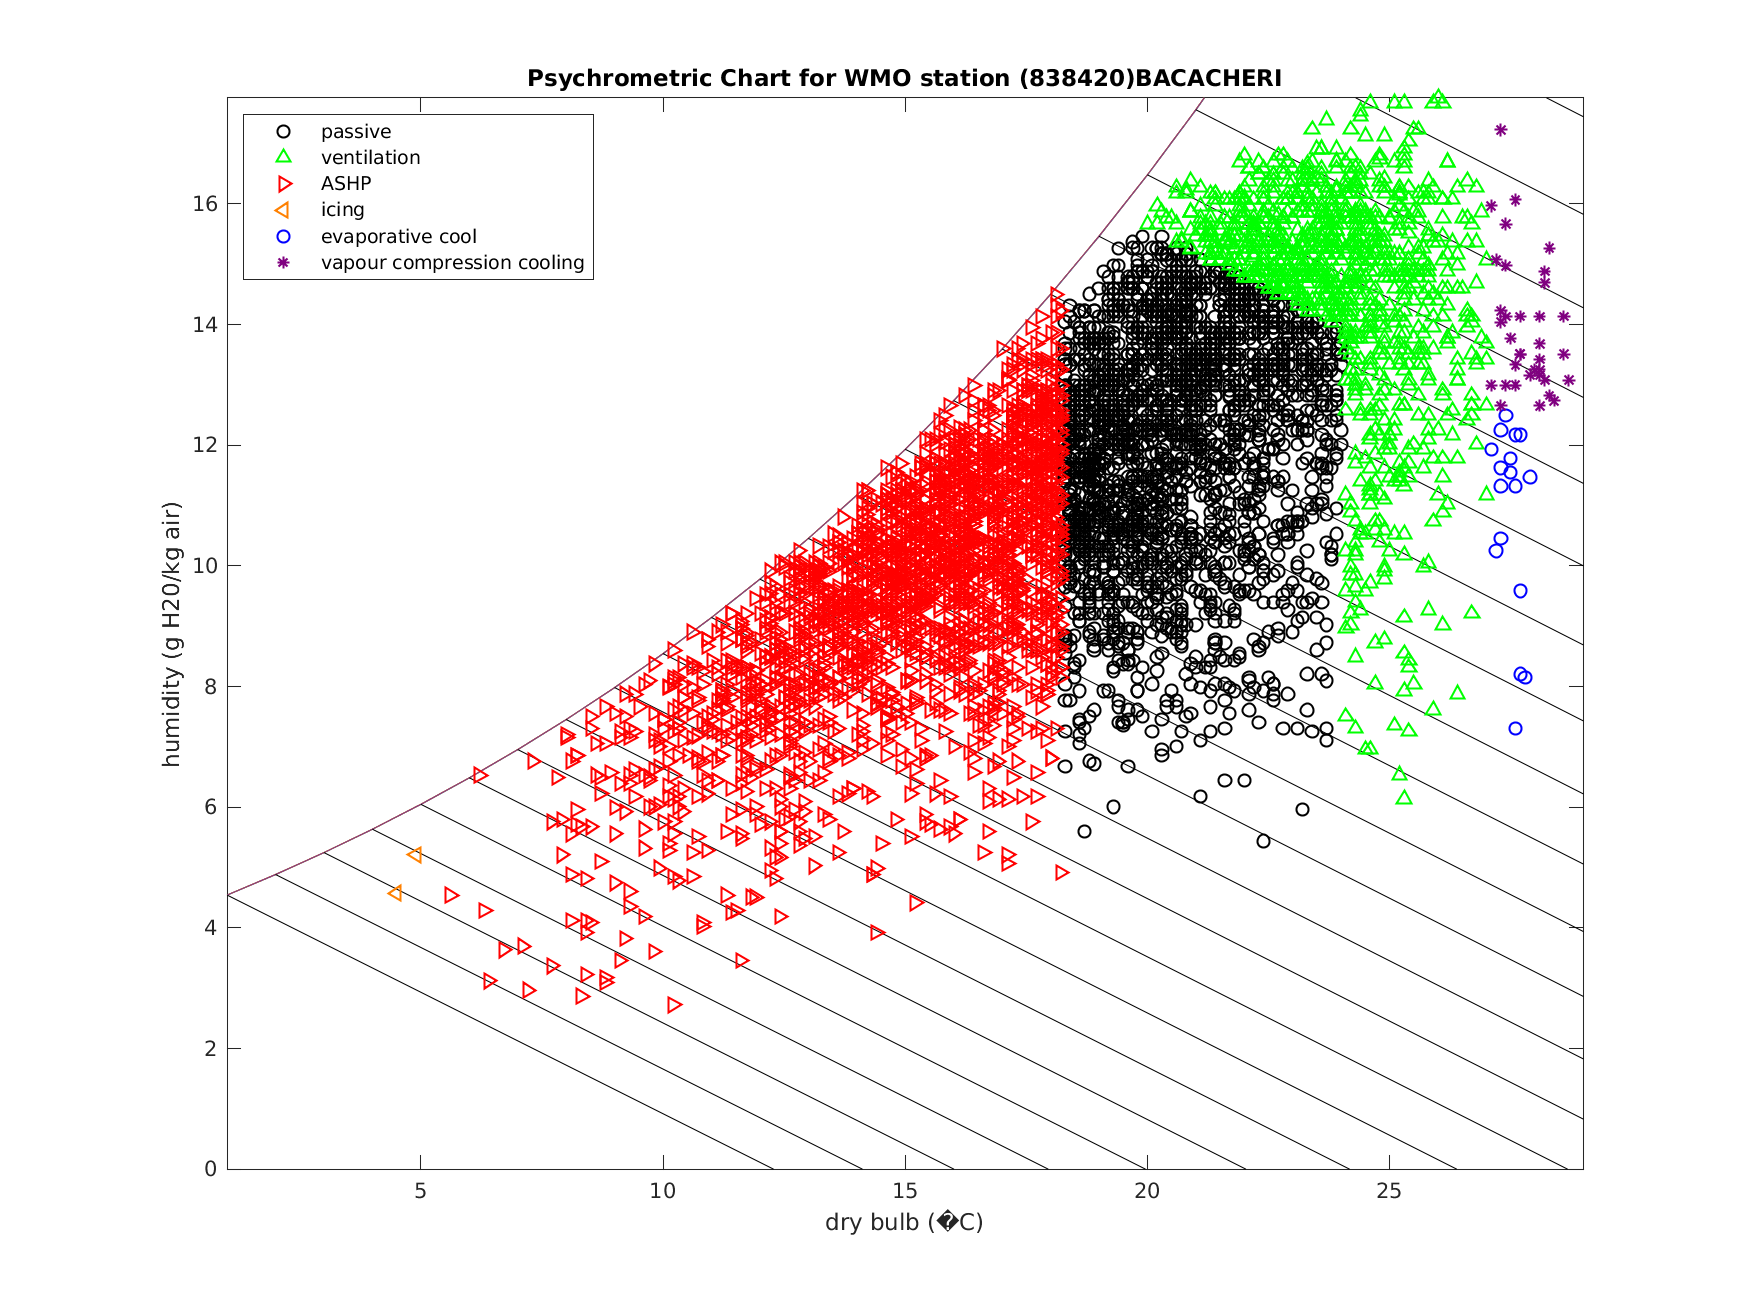 Psychrometric Chart for WMO station (838420)BACACHERI
passive
ventilation
ASHP
icing
evaporative cool
vapour compression cooling
humidity (g H20/kg air)
16
14
12
10
8
6
4
2
0
5
10
15
20
25
dry bulb (�C)